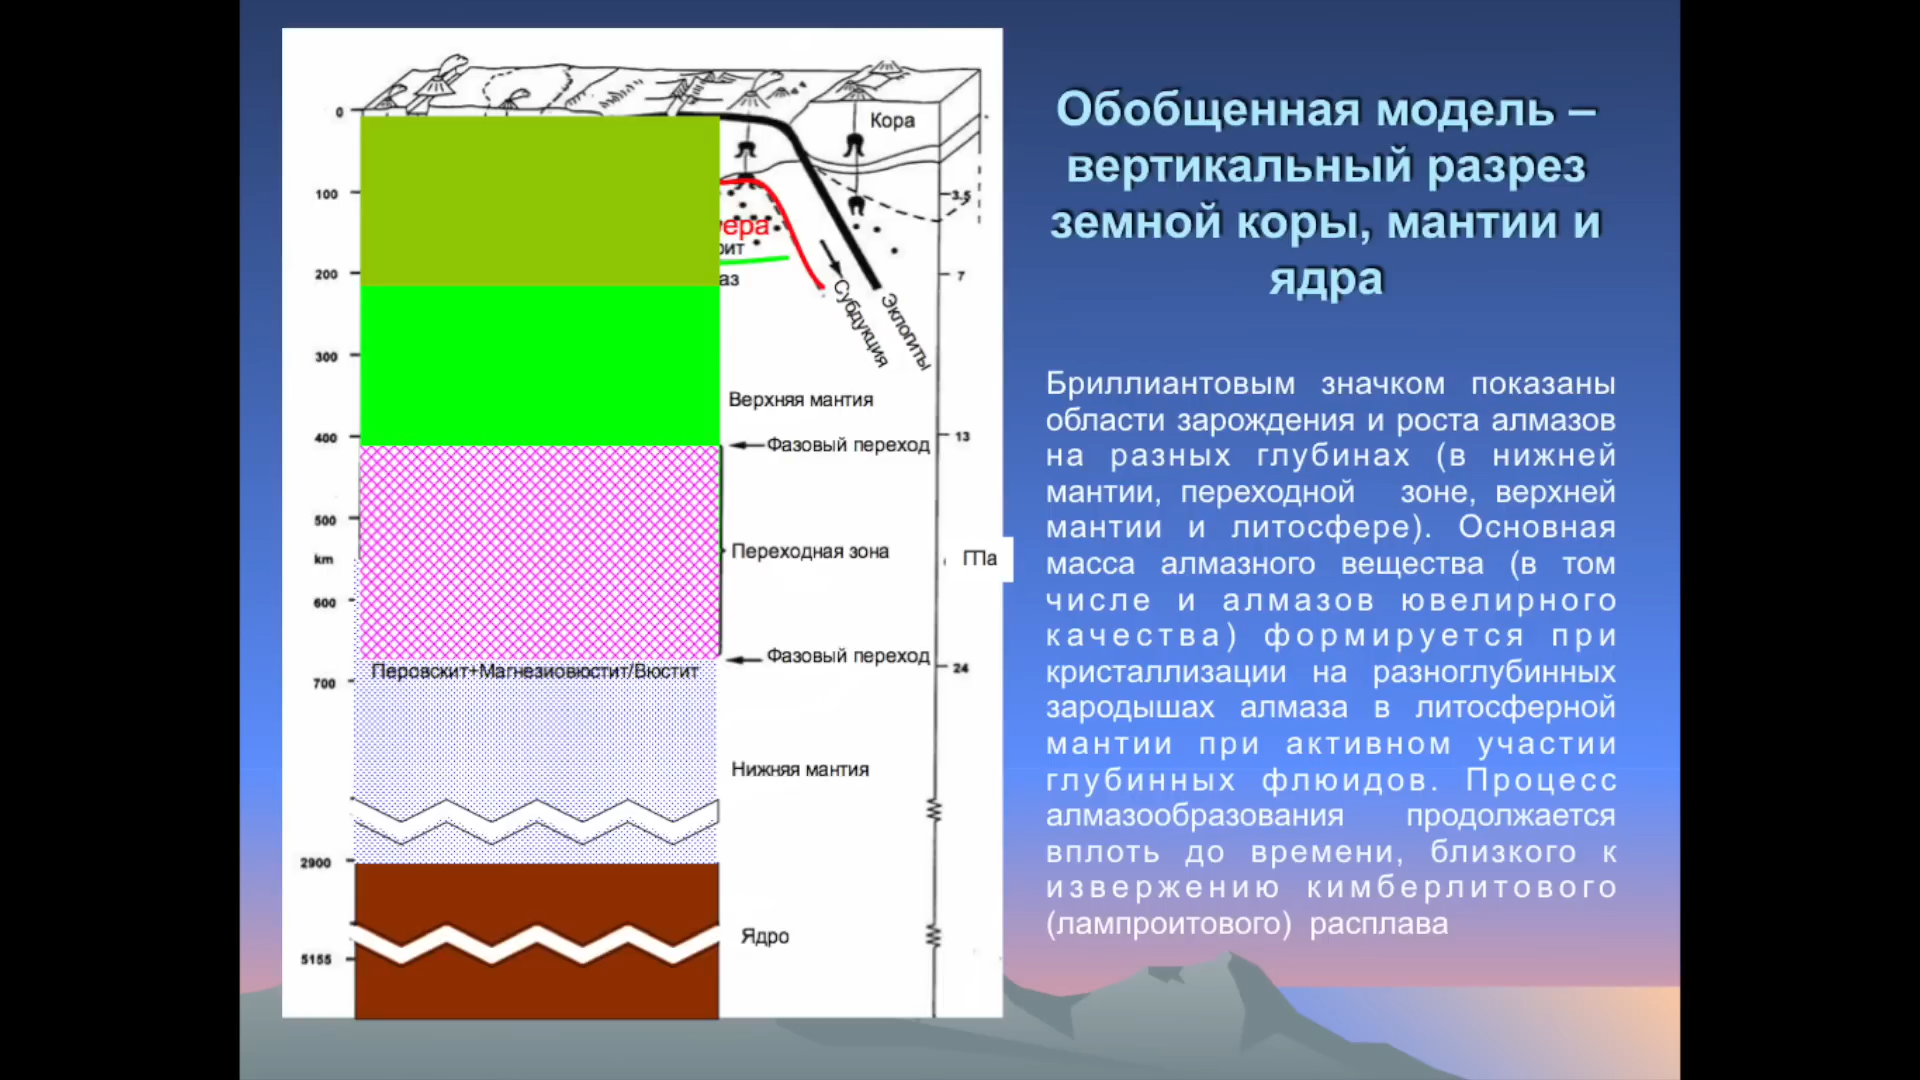 Обобщенная модель –
вертикальный разрез
земной коры, мантии и
ядра
Бриллиантовым значком показаны
области зарождения и роста алмазов
на разных глубинах (в нижней
мантии, переходной зоне, верхней
мантии и литосфере). Основная
масса алмазного вещества (в том
числе и алмазов ювелирного
качества) формируется при
кристаллизации на разноглубинных
зародышах алмаза в литосферной
мантии при активном участии
глубинных флюидов. Процесс
алмазообразования продолжается
вплоть до времени, близкого к
извержению кимберлитового
(лампроитового) расплава
0
100
200
300
400
500
km
600
700
2900
5155
Кора
3.5
7
13
ГПа
24
ера
рит
аз
Субдукция
Эклогиты
Верхняя мантия
Фазовый переход
Переходная зона
Фазовый переход
Перовскит+Магнезиовюстит/Вюстит
Нижняя мантия
Ядро